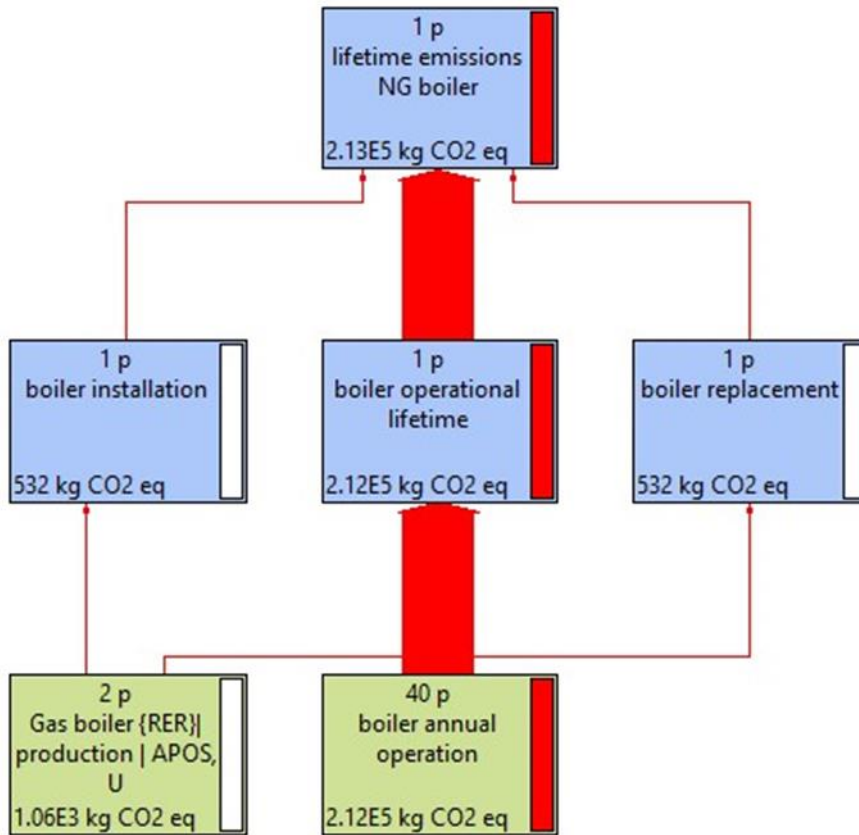 1 p
lifetime emissions
NG boiler
2.13E5 kg CO2 eq
1 p
boiler installation
532 kg CO2 eq
1 p
boiler operational
lifetime
2.12E5 kg CO2 eq
1 p
boiler replacement
532 kg CO2 eq
2 p
Gas boiler {RER}|
production | APOS,
U
1.06E3 kg CO2 eq
40 p
boiler annual
operation
2.12E5 kg CO2 eq